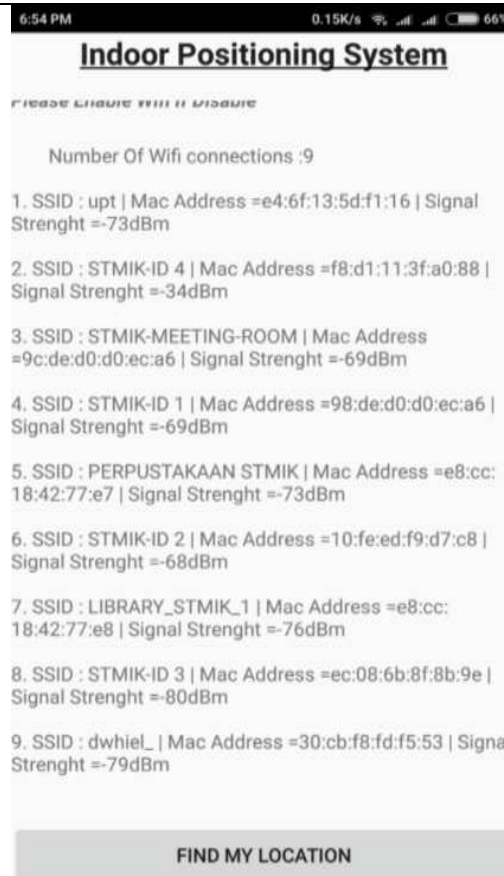 6:54 PM 0.15K/s 66%
Indoor Positioning System
Please Enable Wifi If Disable
Number Of Wifi connections :9
1. SSID : upt | Mac Address =e4:6f:13:5d:f1:16 | Signal
Strenght =-73dBm
2. SSID : STMIK-ID 4 | Mac Address =f8:d1:11:3f:a0:88 |
Signal Strenght =-34dBm
3. SSID : STMIK-MEETING-ROOM | Mac Address
=9c:de:d0:d0:ec:a6 | Signal Strenght =-69dBm
4. SSID : STMIK-ID 1 | Mac Address =98:de:d0:d0:ec:a6 |
Signal Strenght =-69dBm
5. SSID : PERPUSTAKAAN STMIK | Mac Address =e8:cc:
18:42:77:e7 | Signal Strenght =-73dBm
6. SSID : STMIK-ID 2 | Mac Address =10:fe:ed:f9:d7:c8 |
Signal Strenght =-68dBm
7. SSID : LIBRARY_STMIK_1 | Mac Address =e8:cc:
18:42:77:e8 | Signal Strenght =-76dBm
8. SSID : STMIK-ID 3 | Mac Address =ec:08:6b:8f:8b:9e |
Signal Strenght =-80dBm
9. SSID : dwhiel_ | Mac Address =30:cb:f8:fd:f5:53 | Signa
Strenght =-79dBm
FIND MY LOCATION